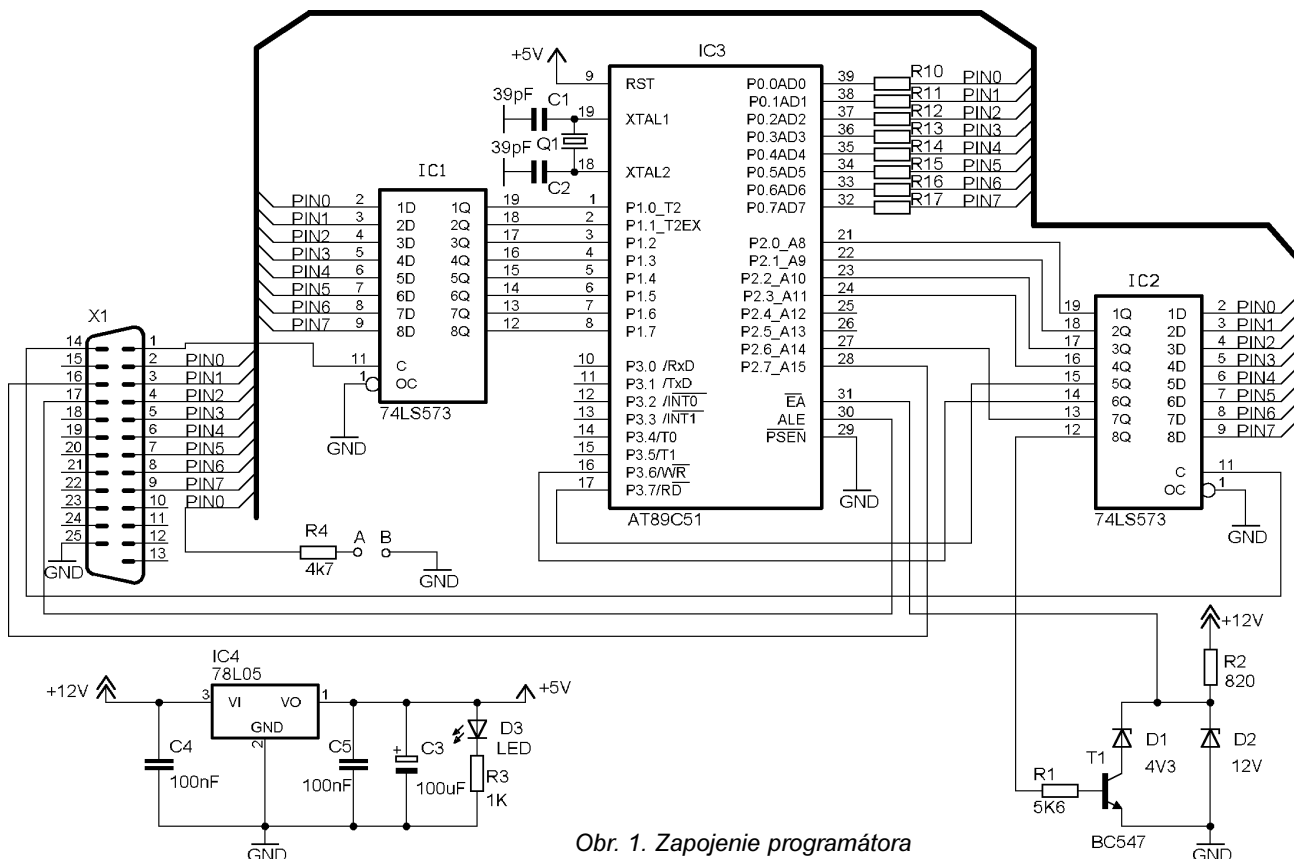 IC3
+5V
9 RST P0.0AD0 39 R10 PIN0
39pF C1 P0.1AD1 38 R11 PIN1
19 XTAL1 P0.2AD2 37 R12 PIN2
Q1 P0.3AD3 36 R13 PIN3
39pF P0.4AD4 35 R14 PIN4
18 XTAL2 P0.5AD5 34 R15 PIN5
C2 P0.6AD6 33 R16 PIN6
P0.7AD7 32 R17 PIN7
IC1
PIN0 2 1D 1Q 19 1 P1.0_T2
PIN1 3 2D 2Q 18 2 P1.1_T2EX
PIN2 4 3D 3Q 17 3 P1.2 P2.0_A8 21
PIN3 5 4D 4Q 16 4 P1.3 P2.1_A9 22
PIN4 6 5D 5Q 15 5 P1.4 P2.2_A10 23
PIN5 7 6D 6Q 14 6 P1.5 P2.3_A11 24
PIN6 8 7D 7Q 13 7 P1.6 P2.4_A12 25
PIN7 9 8D 8Q 12 8 P1.7 P2.5_A13 26
P2.6_A14 27
11 C 10 P3.0 /RxD P2.7_A15 28
1 OC 11 P3.1 /TxD
74LS573 12 P3.2 /INT0 EA 31
GND 13 P3.3 /INT1 ALE 30
14 P3.4/T0 PSEN 29
15 P3.5/T1
16 P3.6/WR
17 P3.7/RD GND
AT89C51
IC2
19 1Q 1D 2 PIN0
18 2Q 2D 3 PIN1
17 3Q 3D 4 PIN2
16 4Q 4D 5 PIN3
15 5Q 5D 6 PIN4
14 6Q 6D 7 PIN5
13 7Q 7D 8 PIN6
12 8Q 8D 9 PIN7
C 11
OC 1
74LS573
GND
X1
14 1
15 2 PIN0
16 3 PIN1
17 4 PIN2
18 5 PIN3
19 6 PIN4
20 7 PIN5
21 8 PIN6
22 9 PIN7
23 10 PIN0
24 11
25 12
13
GND
R4 A B
4k7
GND
IC4
78L05
+12V 3 VI VO 1 +5V
GND
2
C4
100nF
C5
100nF
+ C3
100uF
D3
LED
R3
1K
GND
+12V
R2
820
D1
4V3
D2
12V
T1
R1
5K6
BC547
GND
Obr. 1. Zapojenie programátora